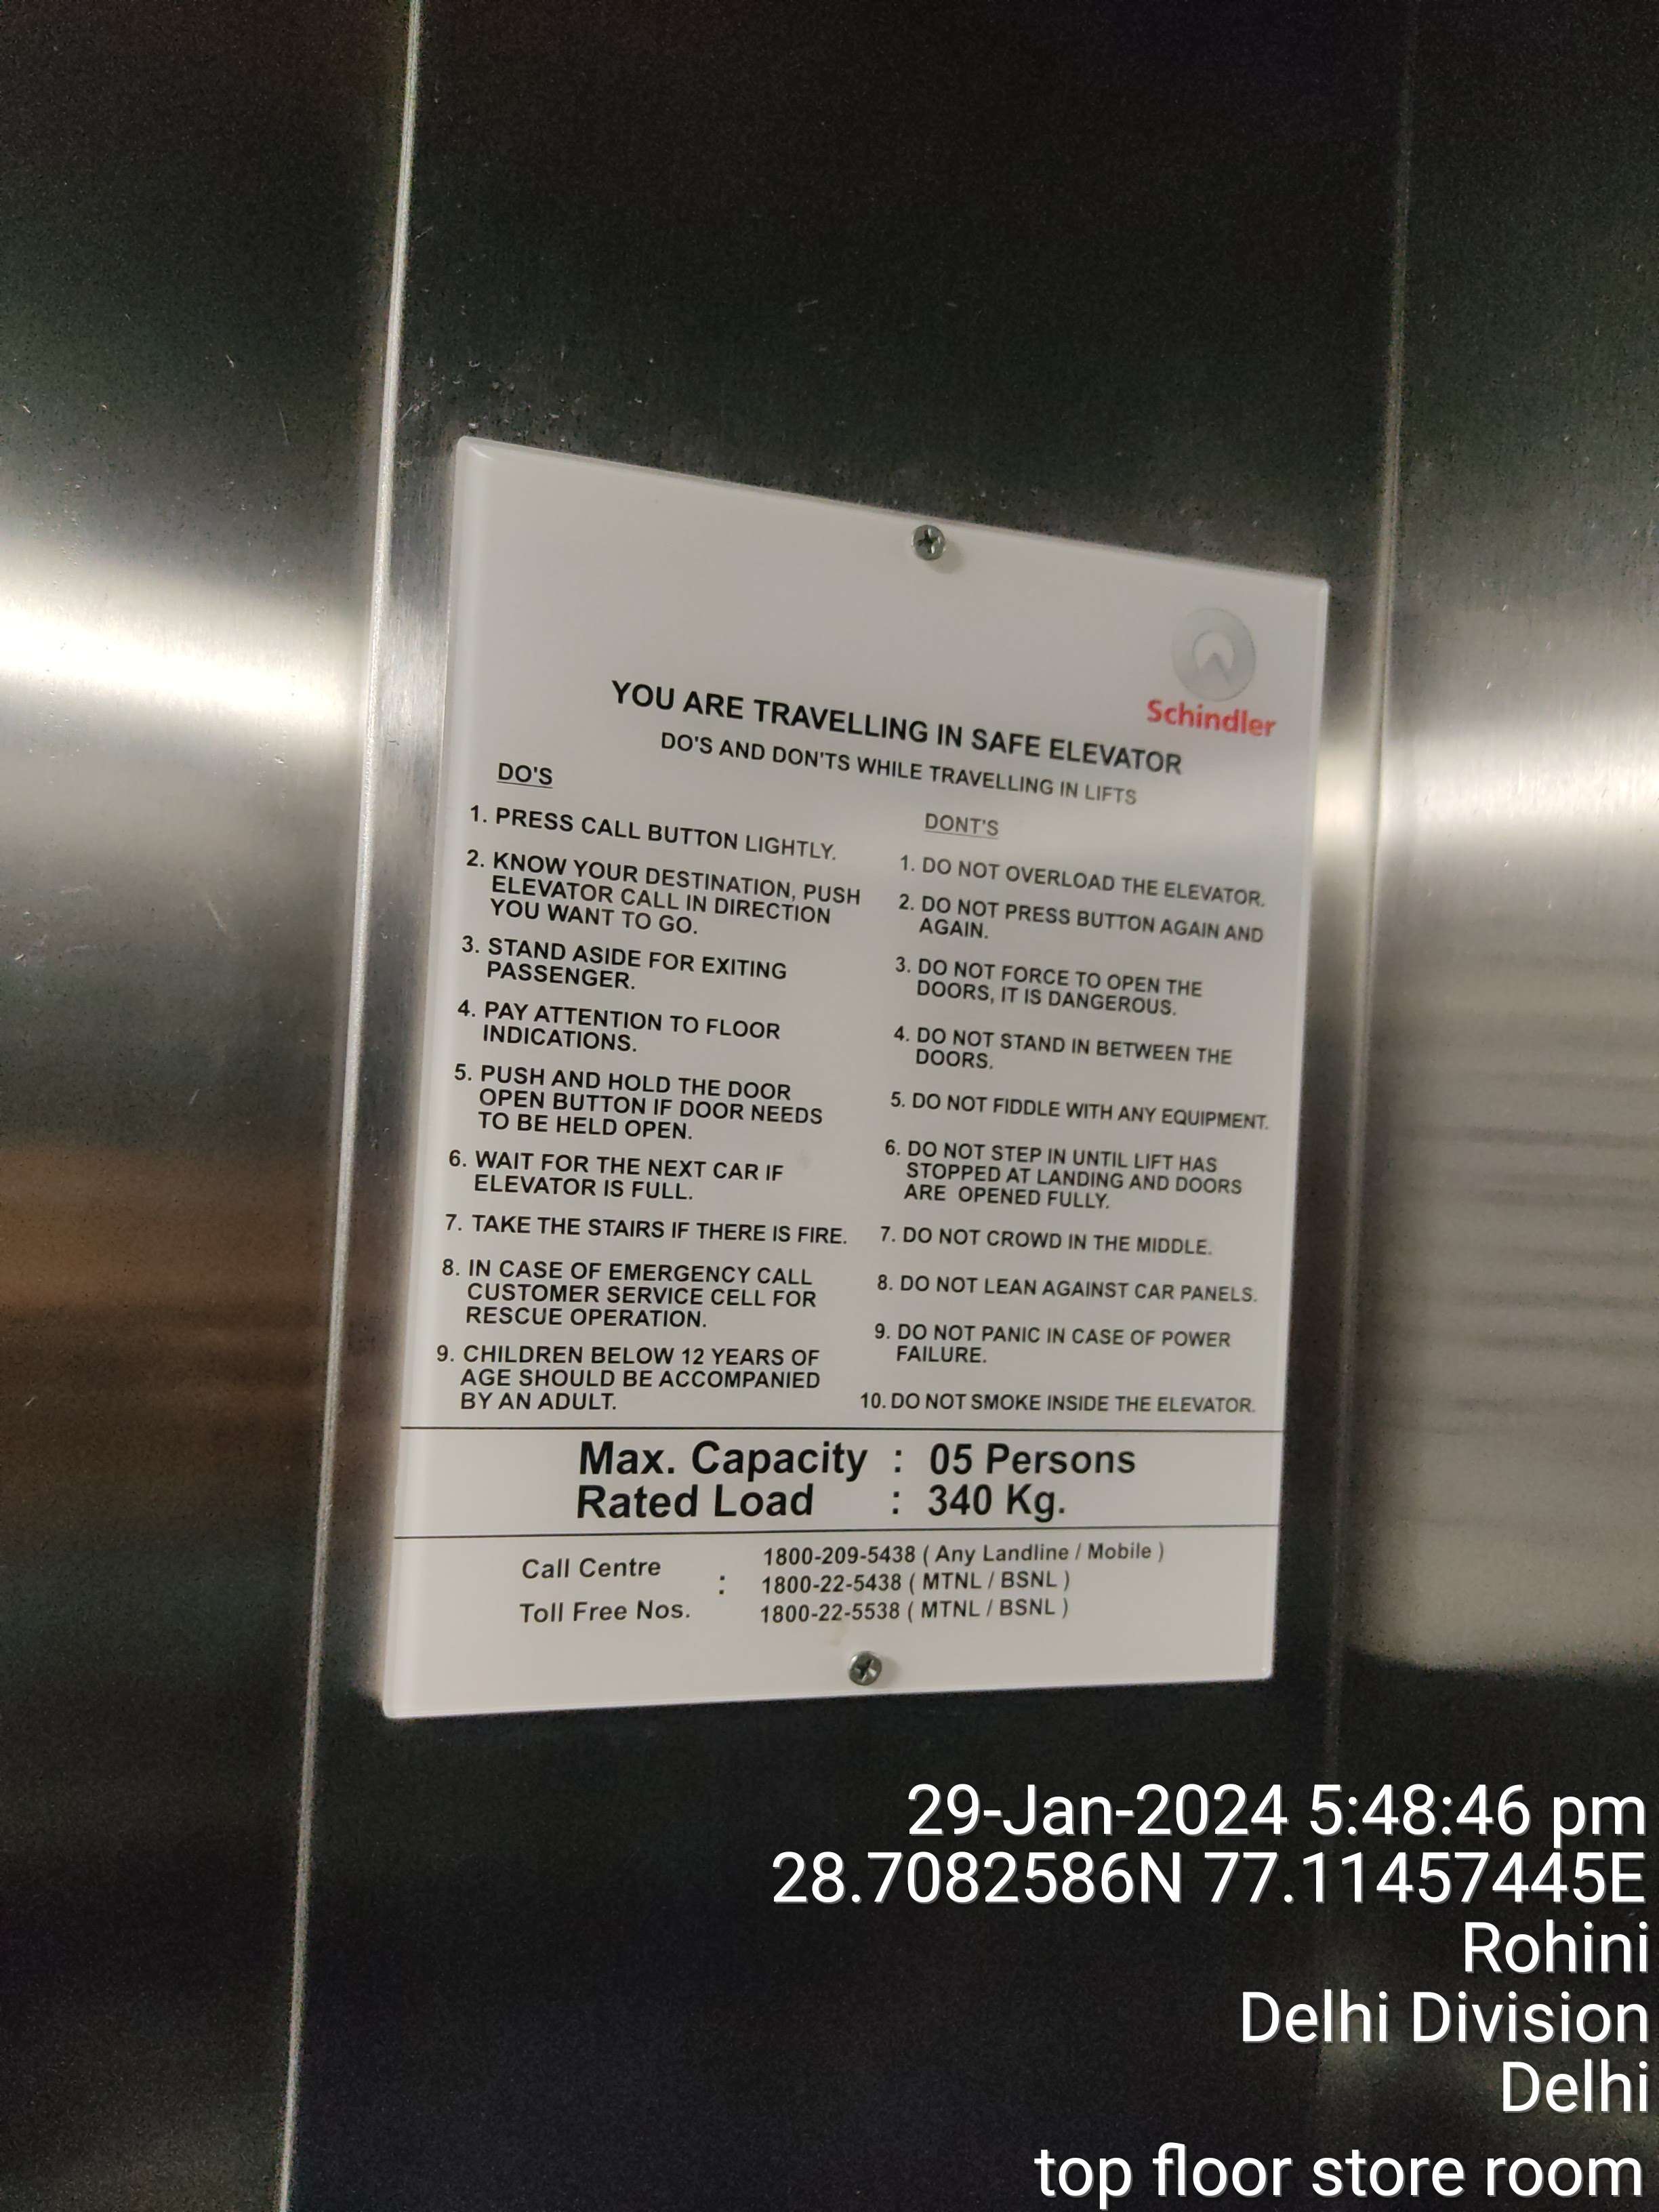 Schindler
YOU ARE TRAVELLING IN SAFE ELEVATOR
DO'S AND DON'TS WHILE TRAVELLING IN LIFTS
DO'S
1. PRESS CALL BUTTON LIGHTLY.
2. KNOW YOUR DESTINATION, PUSH
ELEVATOR CALL IN DIRECTION
YOU WANT TO GO.
3. STAND ASIDE FOR EXITING
PASSENGER.
4. PAY ATTENTION TO FLOOR
INDICATIONS.
5. PUSH AND HOLD THE DOOR
OPEN BUTTON IF DOOR NEEDS
TO BE HELD OPEN.
6. WAIT FOR THE NEXT CAR IF
ELEVATOR IS FULL.
7. TAKE THE STAIRS IF THERE IS FIRE.
8. IN CASE OF EMERGENCY CALL
CUSTOMER SERVICE CELL FOR
RESCUE OPERATION.
9. CHILDREN BELOW 12 YEARS OF
AGE SHOULD BE ACCOMPANIED
BY AN ADULT.
DONT'S
1. DO NOT OVERLOAD THE ELEVATOR.
2. DO NOT PRESS BUTTON AGAIN AND
AGAIN.
3. DO NOT FORCE TO OPEN THE
DOORS, IT IS DANGEROUS.
4. DO NOT STAND IN BETWEEN THE
DOORS.
5. DO NOT FIDDLE WITH ANY EQUIPMENT.
6. DO NOT STEP IN UNTIL LIFT HAS
STOPPED AT LANDING AND DOORS
ARE OPENED FULLY.
7. DO NOT CROWD IN THE MIDDLE.
8. DO NOT LEAN AGAINST CAR PANELS.
9. DO NOT PANIC IN CASE OF POWER
FAILURE.
10. DO NOT SMOKE INSIDE THE ELEVATOR.
Max. Capacity : 05 Persons
Rated Load : 340 Kg.
Call Centre
Toll Free Nos. :
1800-209-5438 ( Any Landline / Mobile )
1800-22-5438 ( MTNL / BSNL )
1800-22-5538 ( MTNL / BSNL )
29-Jan-2024 5:48:46 pm
28.7082586N 77.11457445E
Rohini
Delhi Division
Delhi
top floor store room